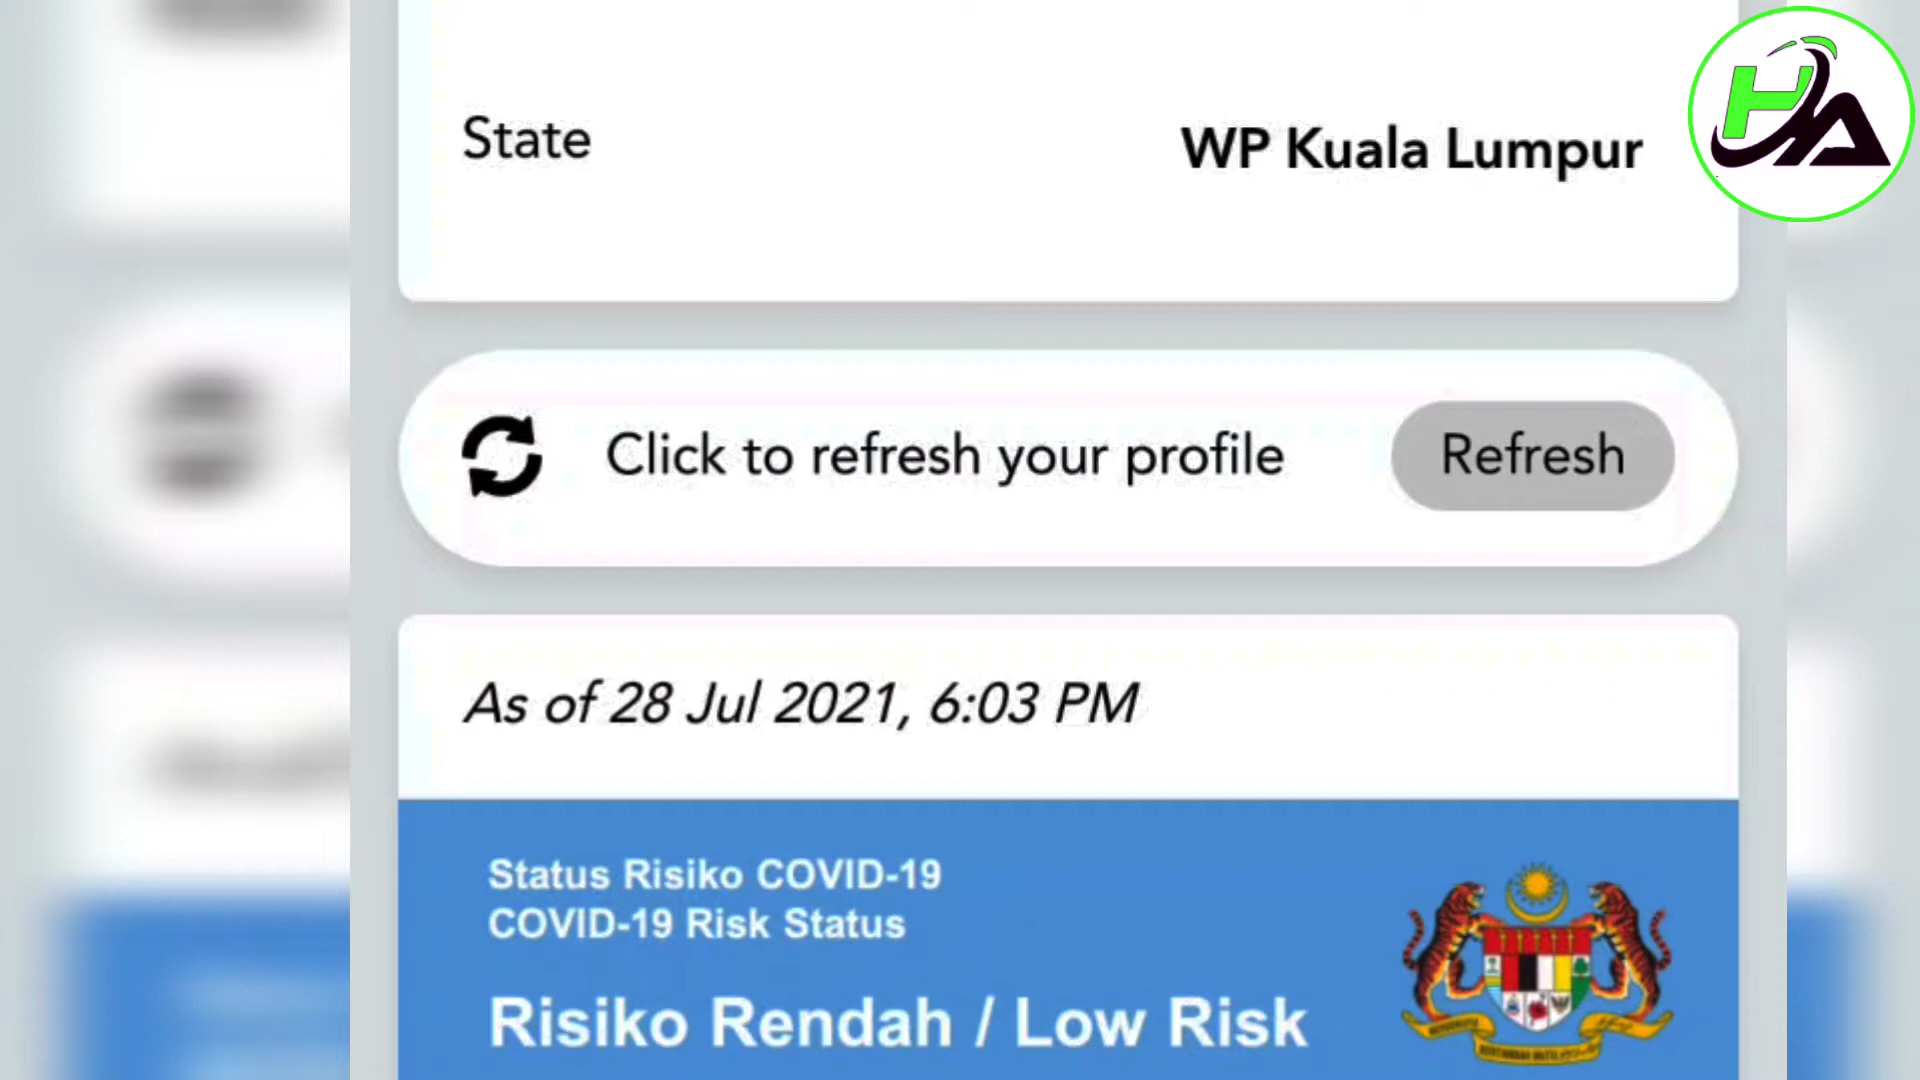 State
WP Kuala Lumpur
Click to refresh your profile
Refresh
As of 28 Jul 2021, 6:03 PM
Status Risiko COVID-19
COVID-19 Risk Status
Risiko Rendah / Low Risk
HA